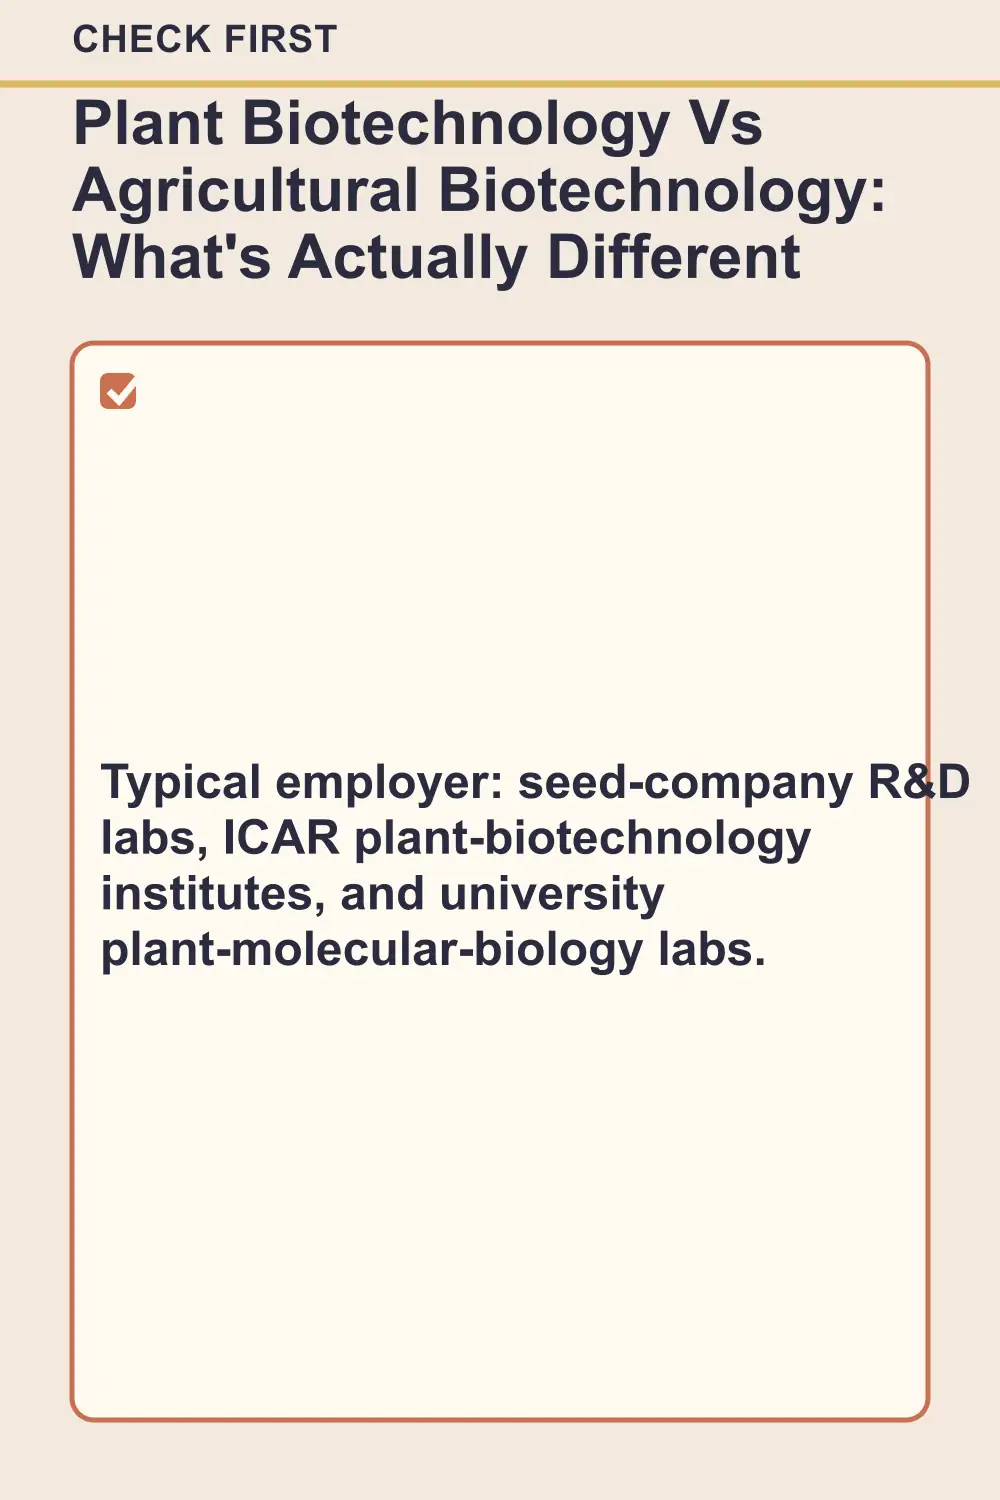 CHECK FIRST
Plant Biotechnology Vs
Agricultural Biotechnology:
What's Actually Different
Typical employer: seed-company R&D
labs, ICAR plant-biotechnology
institutes, and university
plant-molecular-biology labs.